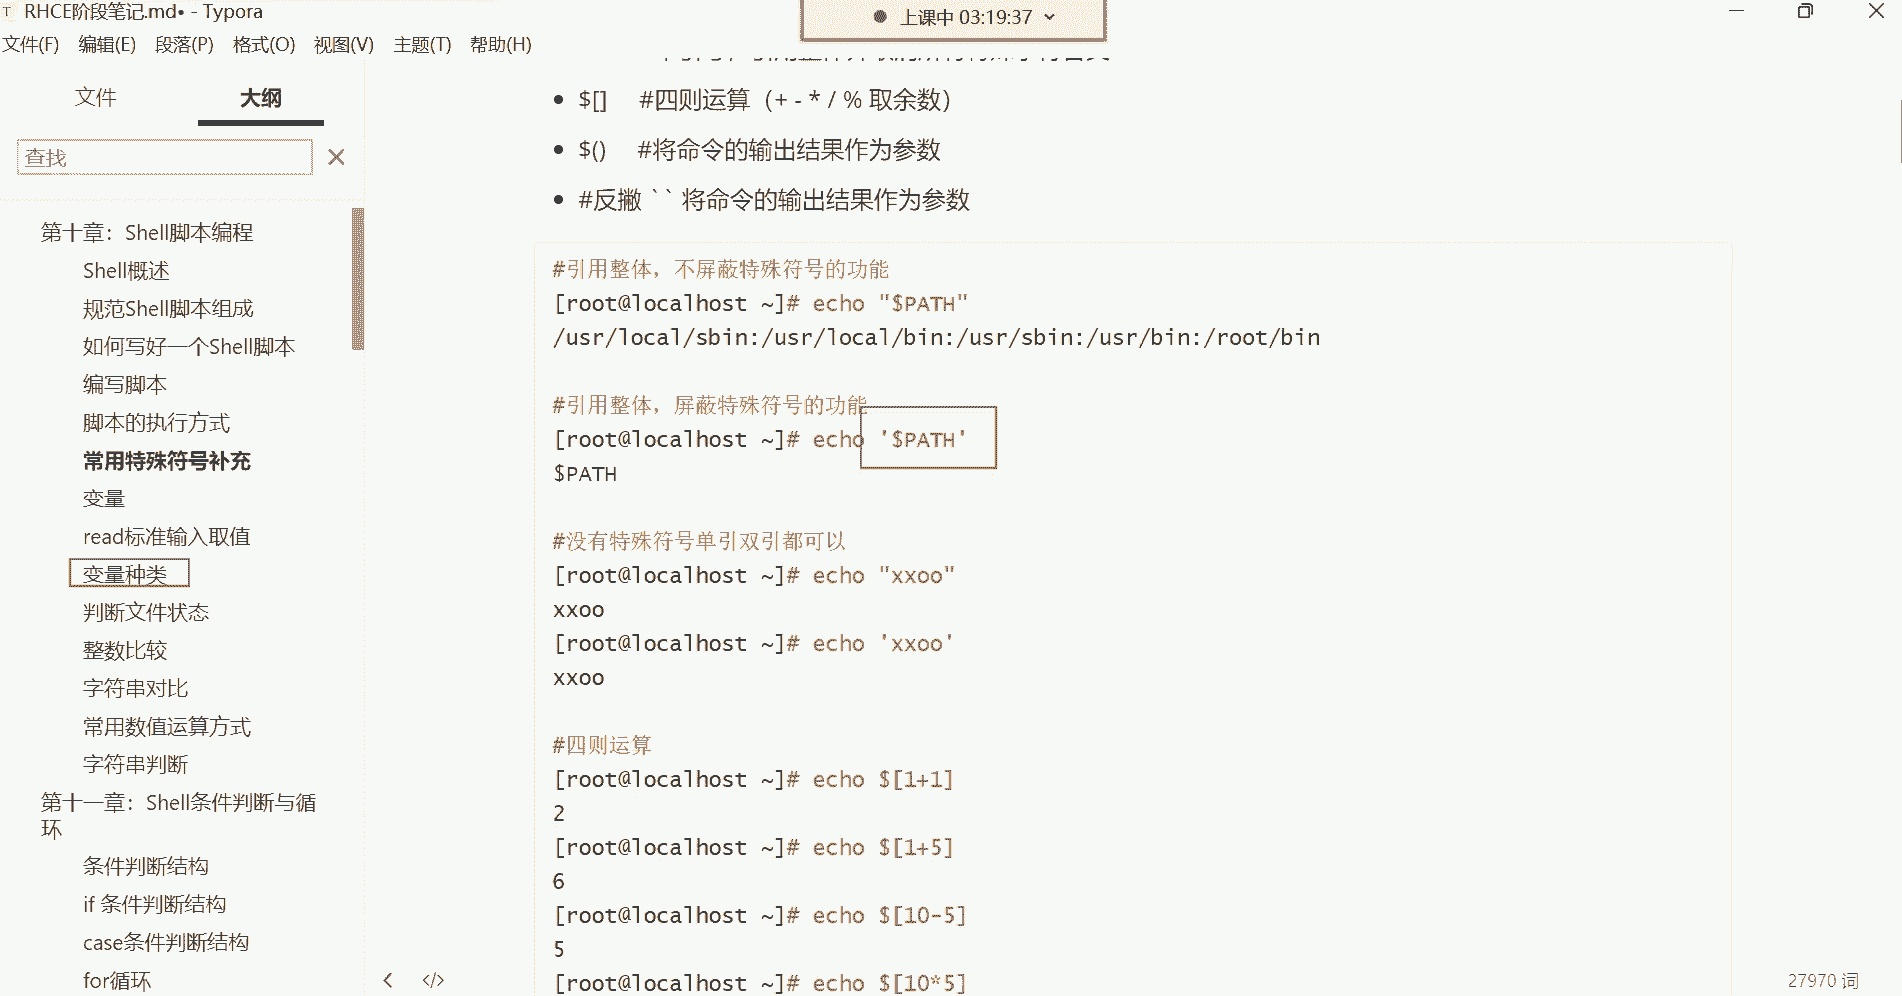 RHCE阶段笔记.md• - Typora
上课中 03:19:37
文件(F) 编辑(E) 段落(P) 格式(O) 视图(V) 主题(T) 帮助(H)
文件 大纲
查找
第十章：Shell脚本编程
Shell概述
规范Shell脚本组成
如何写好一个Shell脚本
编写脚本
脚本的执行方式
常用特殊符号补充
变量
read标准输入取值
变量种类
判断文件状态
整数比较
字符串对比
常用数值运算方式
字符串判断
第十一章：Shell条件判断与循
环
条件判断结构
if 条件判断结构
case条件判断结构
for循环
• $[] #四则运算（+ - * / % 取余数）
• $() #将命令的输出结果作为参数
• #反撇 `` 将命令的输出结果作为参数
#引用整体，不屏蔽特殊符号的功能
[root@localhost ~]# echo "$PATH"
/usr/local/sbin:/usr/local/bin:/usr/sbin:/usr/bin:/root/bin
#引用整体，屏蔽特殊符号的功能
[root@localhost ~]# echo '$PATH'
$PATH
#没有特殊符号单引双引都可以
[root@localhost ~]# echo "xxoo"
xxoo
[root@localhost ~]# echo 'xxoo'
xxoo
#四则运算
[root@localhost ~]# echo $[1+1]
2
[root@localhost ~]# echo $[1+5]
6
[root@localhost ~]# echo $[10-5]
5
[root@localhost ~]# echo $[10*5]
27970 词